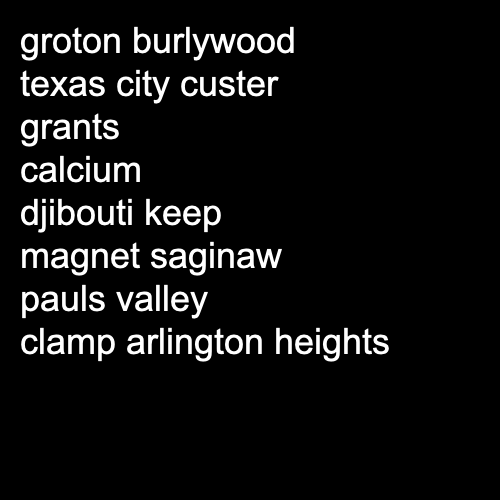 groton burlywood
texas city custer
grants
calcium
djibouti keep
magnet saginaw
pauls valley
clamp arlington heights